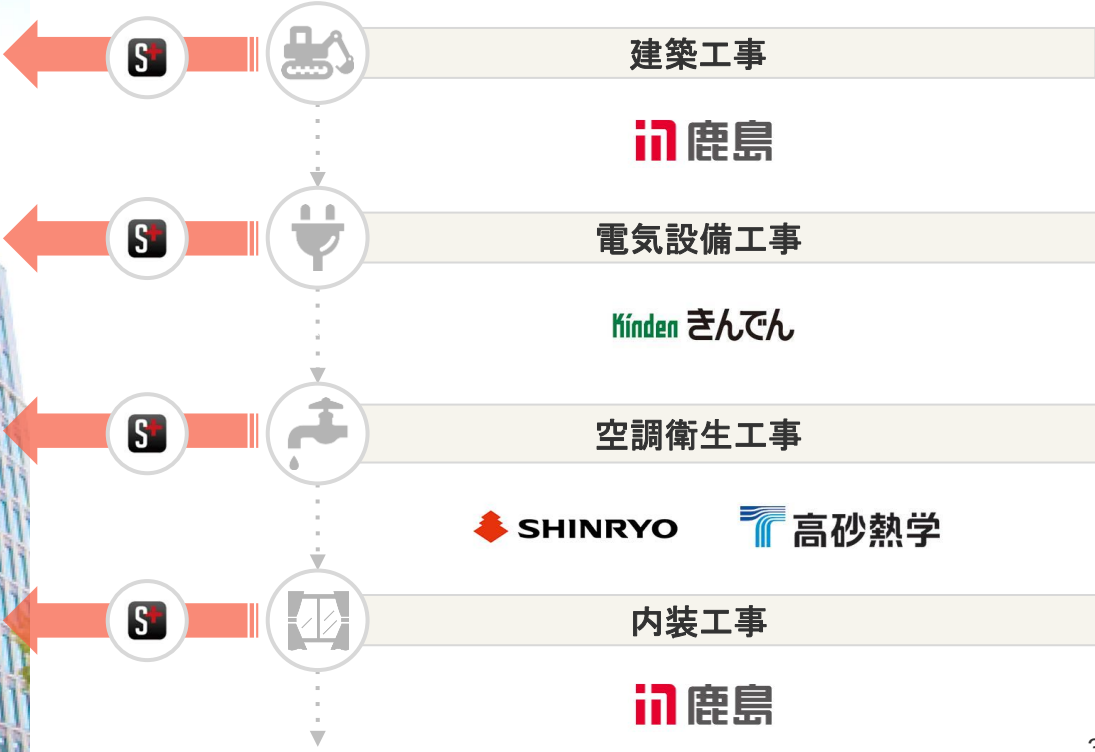 S+
建築工事
鹿島
S+
電気設備工事
Kinden きんでん
S+
空調衛生工事
SHINRYO 高砂熱学
S+
内装工事
鹿島